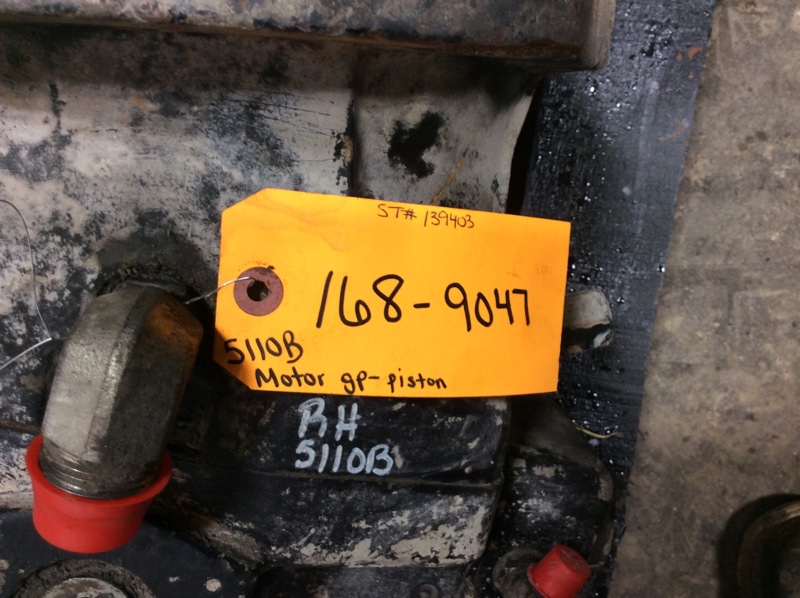 ST# 139403
168-9047
5110B
Motor gp-piston
RH
5110B